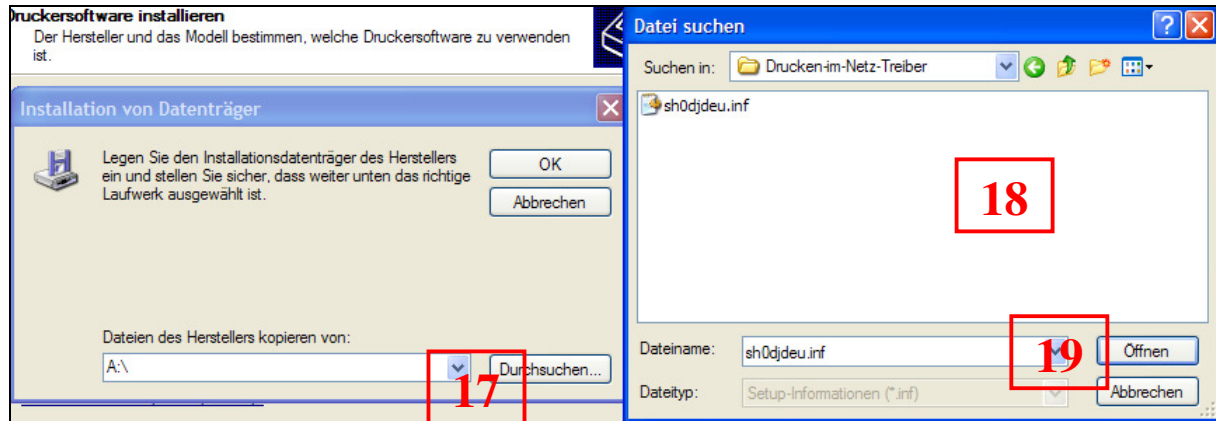 Druckersoftware installieren
Der Hersteller und das Modell bestimmen, welche Druckersoftware zu verwenden
ist.
Installation von Datenträger
Legen Sie den Installationsdatenträger des Herstellers
ein und stellen Sie sicher, dass weiter unten das richtige
Laufwerk ausgewählt ist.
OK
Abbrechen
Dateien des Herstellers kopieren von:
A:\
Durchsuchen...
17
Datei suchen
Suchen in:
Drucken-im-Netz-Treiber
sh0djdeu.inf
18
Dateiname:
sh0djdeu.inf
19
Öffnen
Dateityp:
Setup-Informationen (*.inf)
Abbrechen